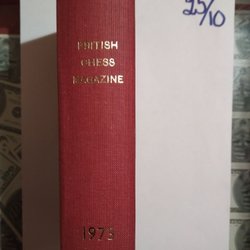 BRITISH
CHESS
MAGAZINE
1973
25/10